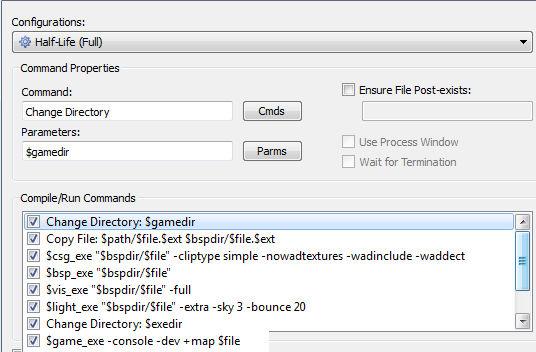 Configurations:
Half-Life (Full)
Command Properties
Command:
Ensure File Post-exists:
Change Directory
Cmds
Parameters:
Use Process Window
$gamedir
Parms
Wait for Termination
Compile/Run Commands
Change Directory: $gamedir
Copy File: $path/$file.$ext $bspdir/$file.$ext
$csg_exe "$bspdir/$file" -cliptype simple -nowadtextures -wadinclude -waddect
$bsp_exe "$bspdir/$file"
$vis_exe "$bspdir/$file" -full
$light_exe "$bspdir/$file" -extra -sky 3 -bounce 20
Change Directory: $exedir
$game_exe -console -dev +map $file